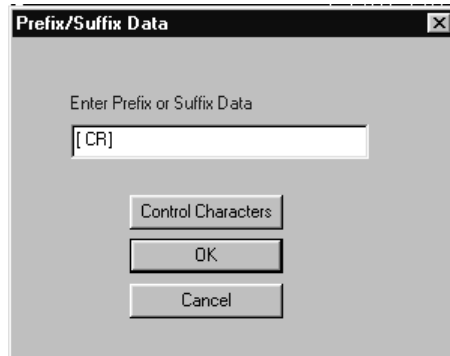 Prefix/Suffix Data
Enter Prefix or Suffix Data
[ CR]
Control Characters
OK
Cancel